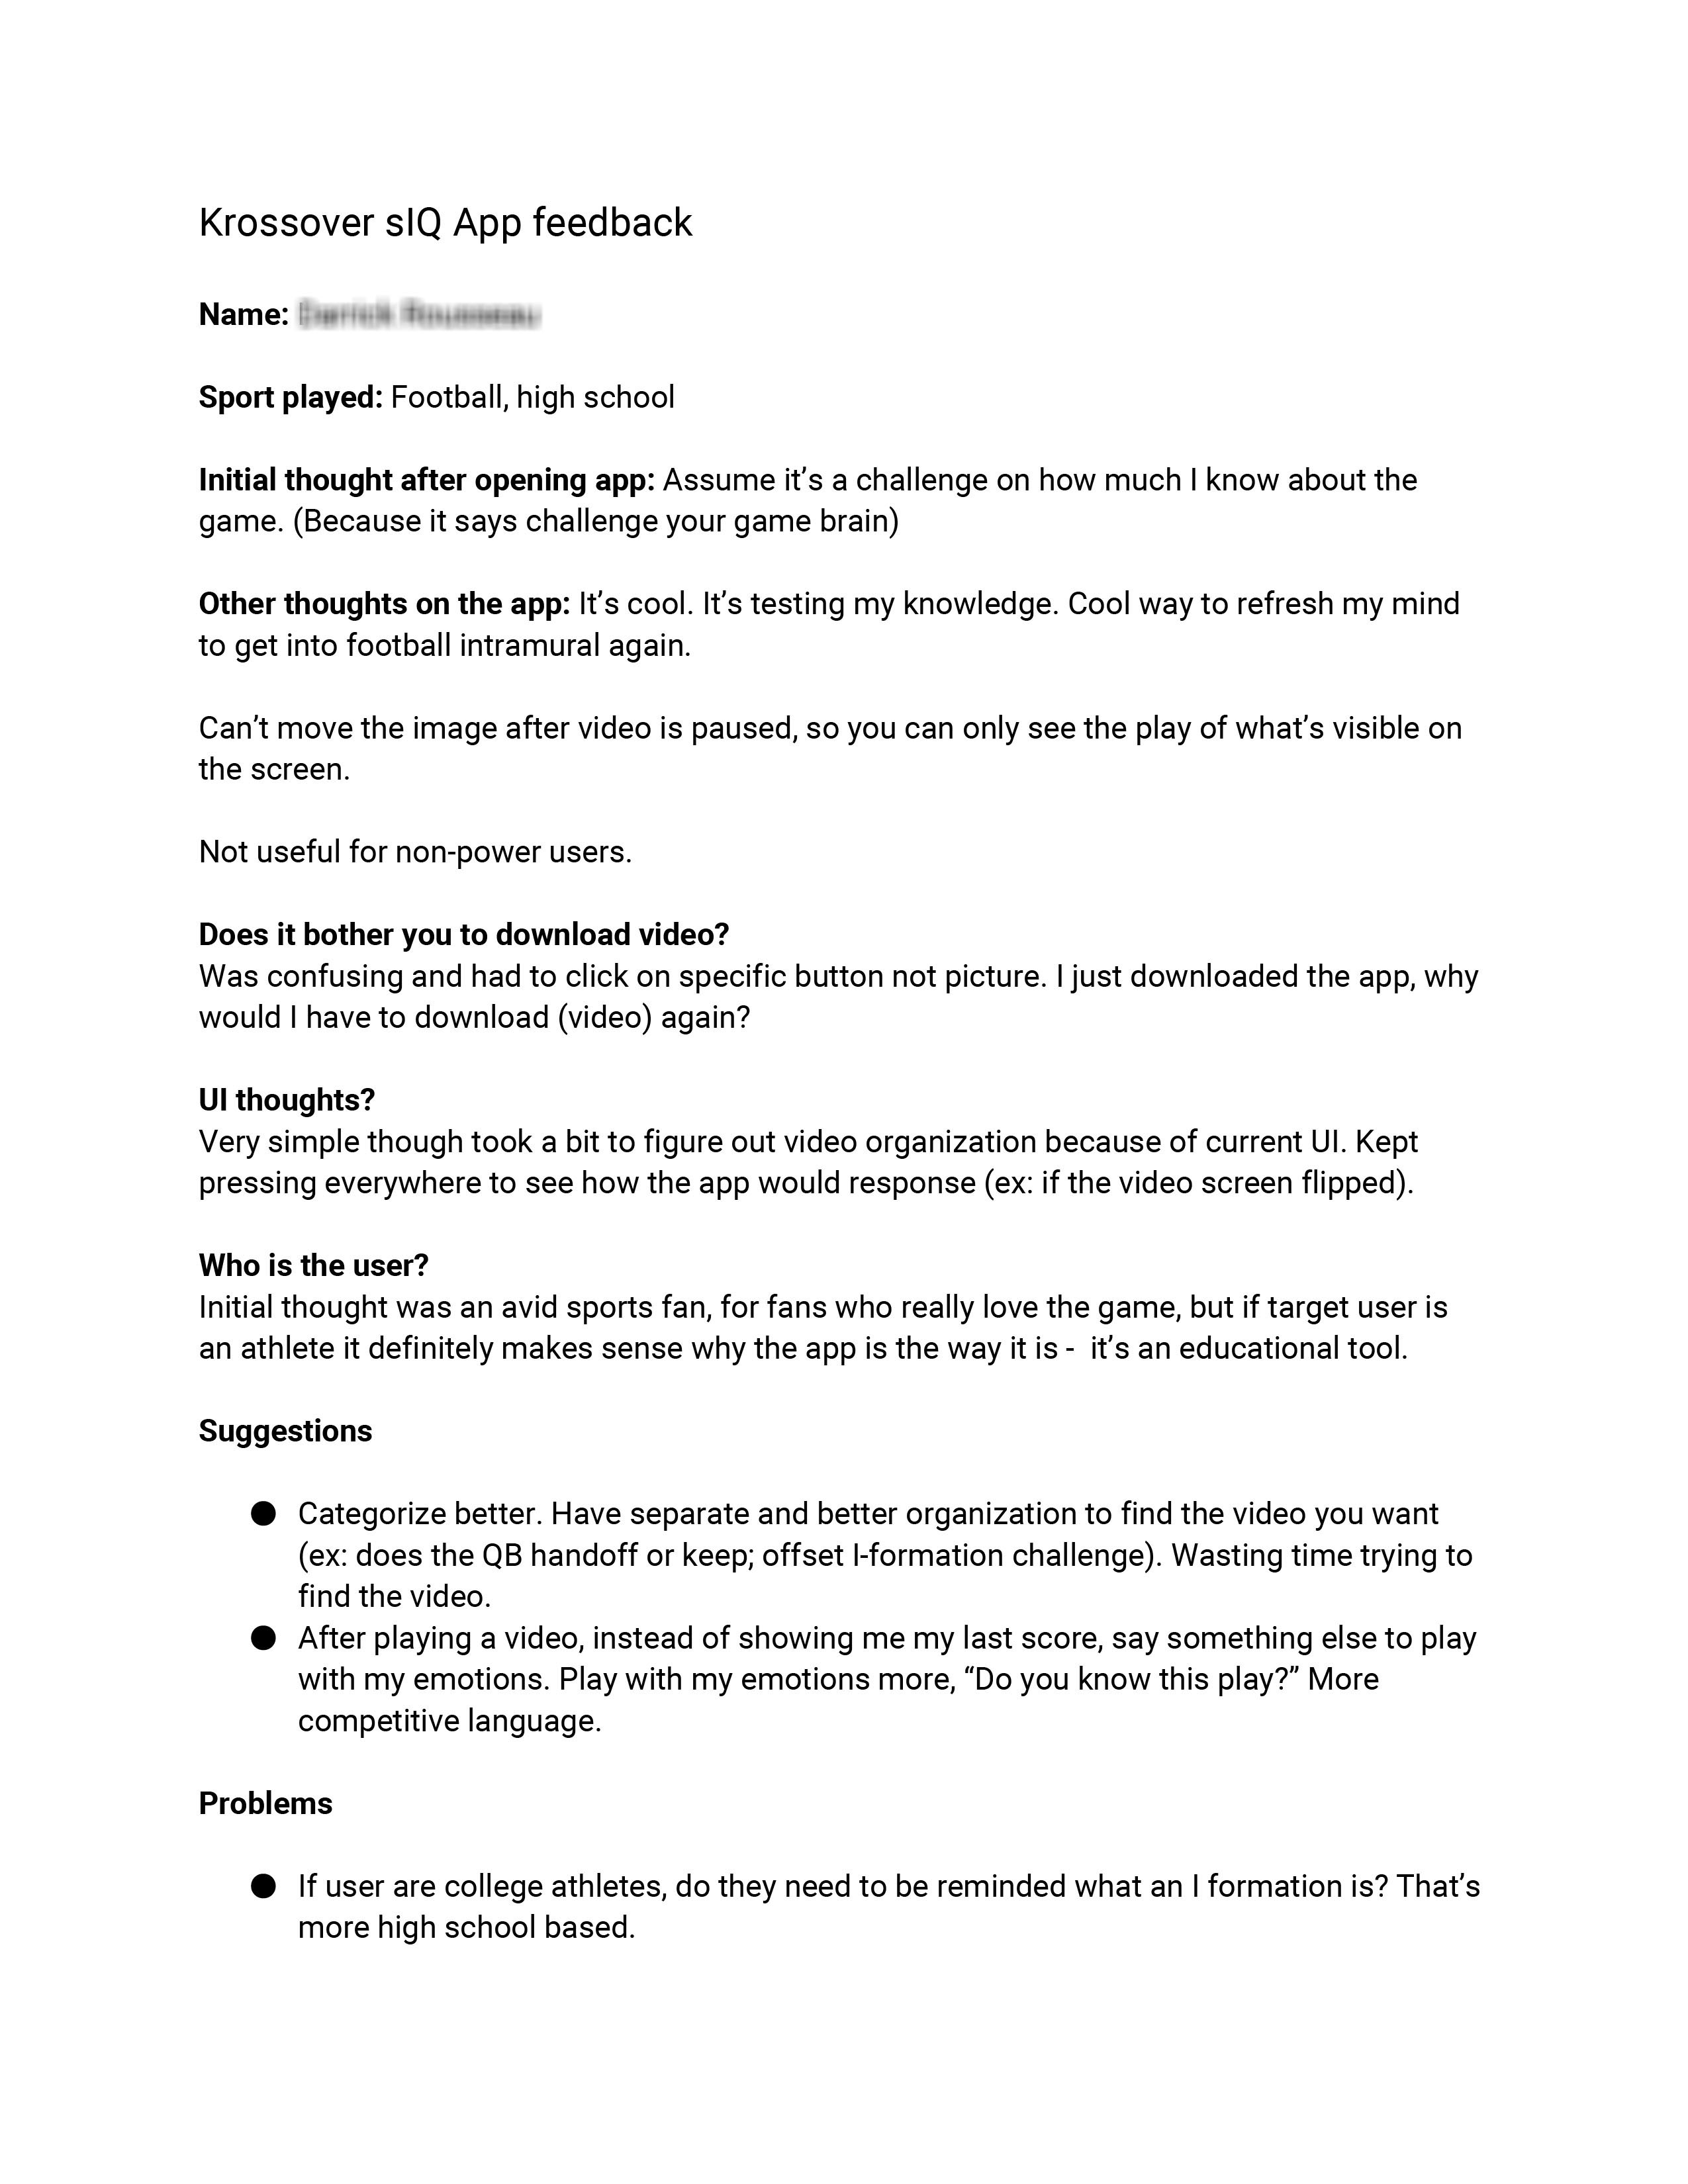 Krossover sIQ App feedback
Name:
Sport played: Football, high school
Initial thought after opening app: Assume it’s a challenge on how much I know about the
game. (Because it says challenge your game brain)
Other thoughts on the app: It’s cool. It’s testing my knowledge. Cool way to refresh my mind
to get into football intramural again.
Can’t move the image after video is paused, so you can only see the play of what’s visible on
the screen.
Not useful for non-power users.
Does it bother you to download video?
Was confusing and had to click on specific button not picture. I just downloaded the app, why
would I have to download (video) again?
UI thoughts?
Very simple though took a bit to figure out video organization because of current UI. Kept
pressing everywhere to see how the app would response (ex: if the video screen flipped).
Who is the user?
Initial thought was an avid sports fan, for fans who really love the game, but if target user is
an athlete it definitely makes sense why the app is the way it is -  it’s an educational tool.
Suggestions
● Categorize better. Have separate and better organization to find the video you want
(ex: does the QB handoff or keep; offset I-formation challenge). Wasting time trying to
find the video.
● After playing a video, instead of showing me my last score, say something else to play
with my emotions. Play with my emotions more, “Do you know this play?” More
competitive language.
Problems
● If user are college athletes, do they need to be reminded what an I formation is? That’s
more high school based.